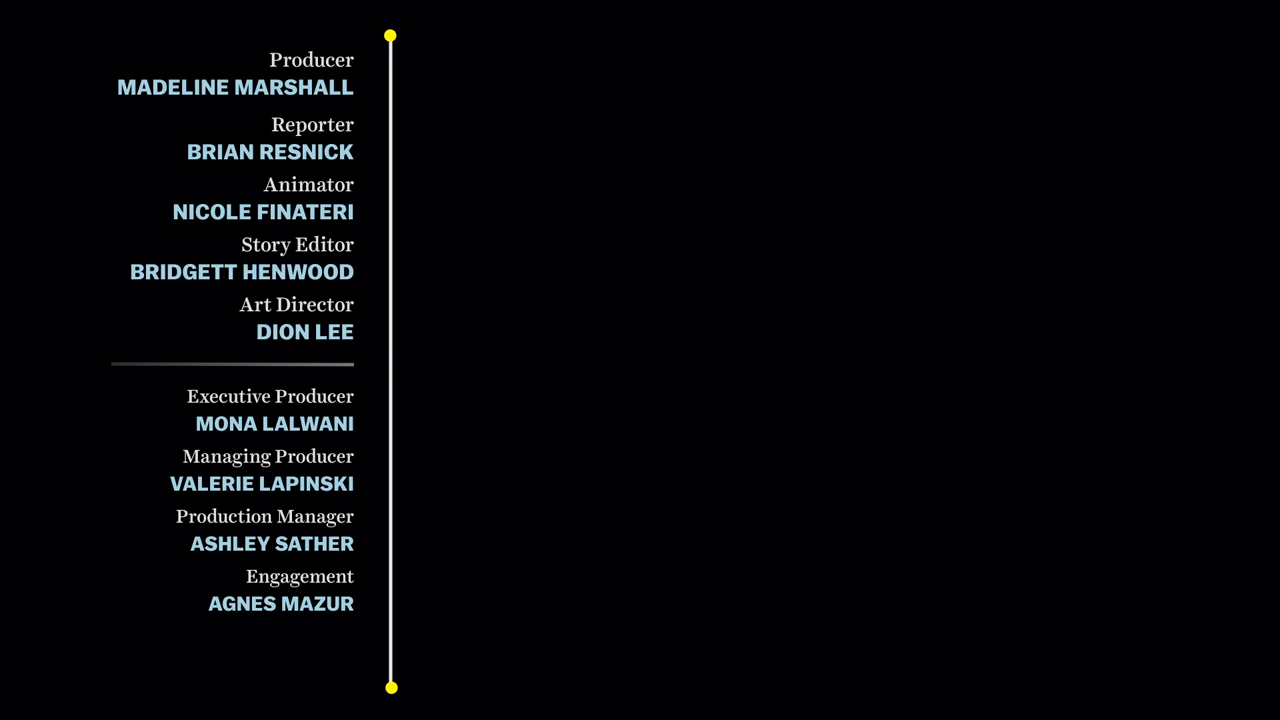 Producer
MADELINE MARSHALL
Reporter
BRIAN RESNICK
Animator
NICOLE FINATERI
Story Editor
BRIDGETT HENWOOD
Art Director
DION LEE
Executive Producer
MONA LALWANI
Managing Producer
VALERIE LAPINSKI
Production Manager
ASHLEY SATHER
Engagement
AGNES MAZUR